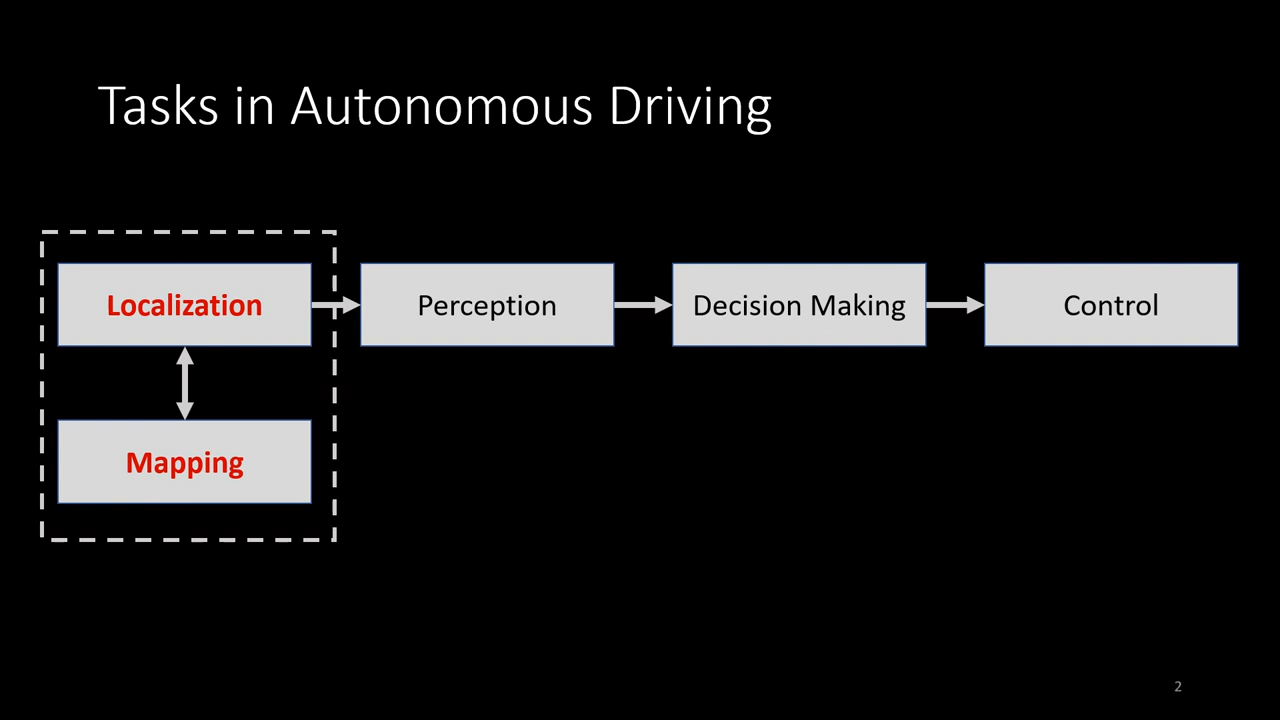 Tasks in Autonomous Driving
Localization
Perception
Decision Making
Control
Mapping
2